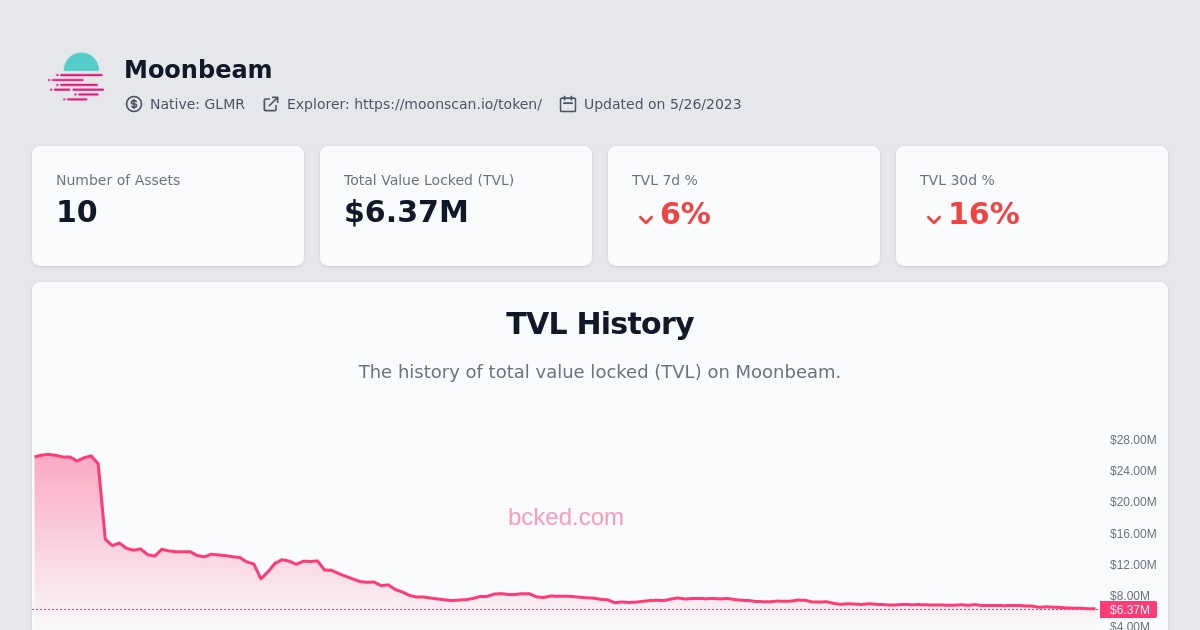 Moonbeam
Native: GLMR Explorer: https://moonscan.io/token/ Updated on 5/26/2023
Number of Assets
10
Total Value Locked (TVL)
$6.37M
TVL 7d %
6%
TVL 30d %
16%
TVL History
The history of total value locked (TVL) on Moonbeam.
bcked.com
$28.00M
$24.00M
$20.00M
$16.00M
$12.00M
$8.00M
$6.37M
$4.00M